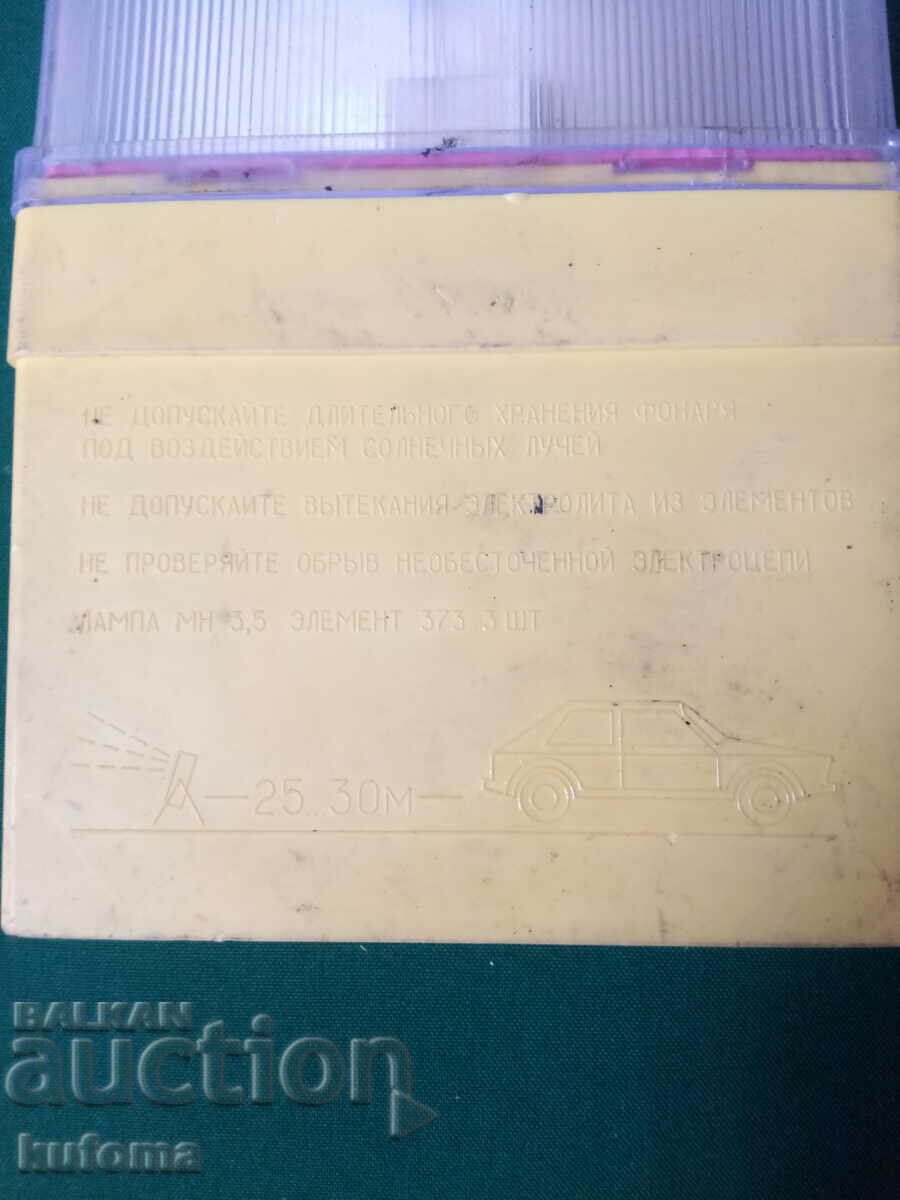 НЕ ДОПУСКАЙТЕ ДЛИТЕЛЬНОГО ХРАНЕНИЯ ФОНАРЯ
ПОД ВОЗДЕЙСТВИЕМ СОЛНЕЧНЫХ ЛУЧЕЙ
НЕ ДОПУСКАЙТЕ ВЫТЕКАНИЯ ЭЛЕКТРОЛИТА ИЗ ЭЛЕМЕНТОВ
НЕ ПРОВЕРЯЙТЕ ОБРЫВ НЕОБЕСТОЧЕННОЙ ЭЛЕКТРОЦЕПИ
ЛАМПА МН 3,5 ЭЛЕМЕНТ 373 3 ШТ
25...30М
BALKAN
auction
kufoma